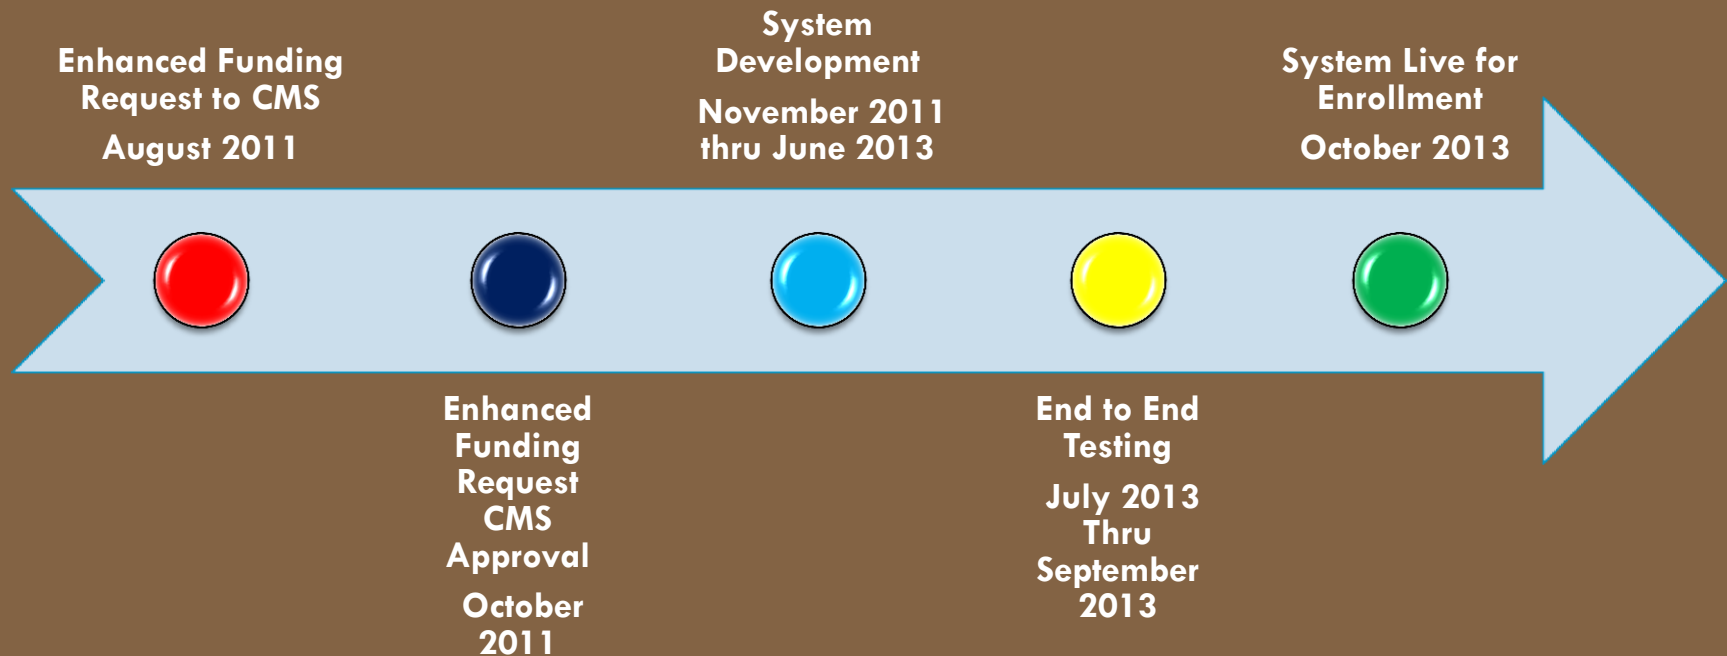 Enhanced Funding
Request to CMS
August 2011
Enhanced
Funding
Request
CMS
Approval
October
2011
System
Development
November 2011
thru June 2013
End to End
Testing
July 2013
Thru
September
2013
System Live for
Enrollment
October 2013